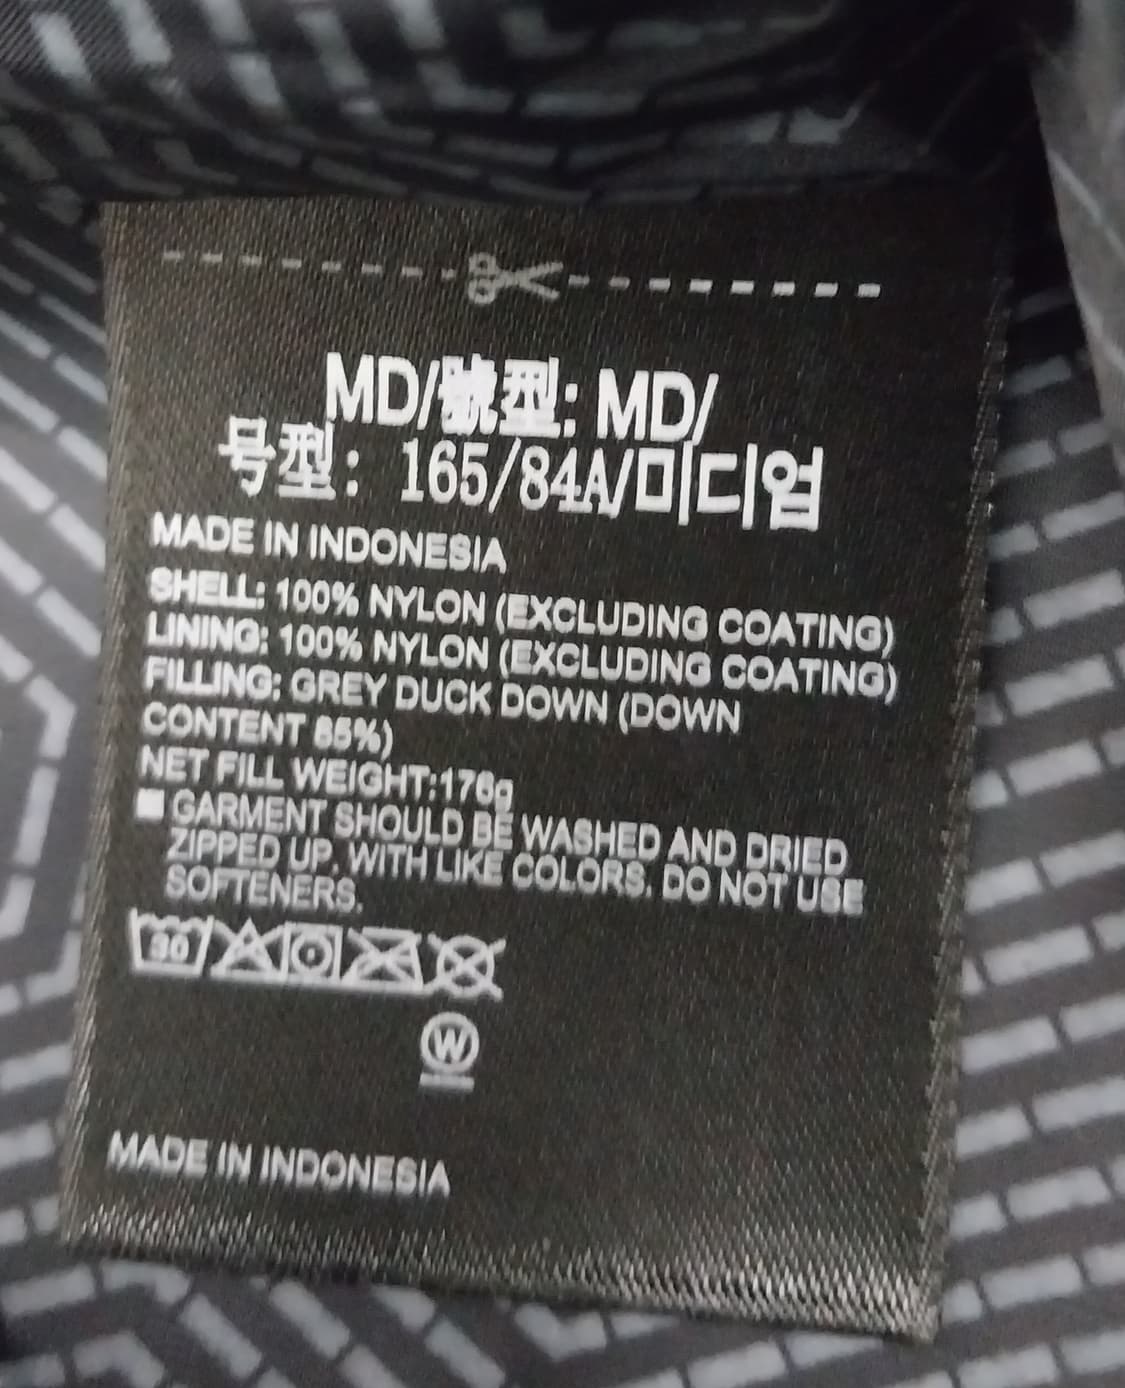 MD/號型: MD/
号型: 165/84A/미디엄
MADE IN INDONESIA
SHELL: 100% NYLON (EXCLUDING COATING)
LINING: 100% NYLON (EXCLUDING COATING)
FILLING: GREY DUCK DOWN (DOWN
CONTENT 85%)
NET FILL WEIGHT:176g
■ GARMENT SHOULD BE WASHED AND DRIED
ZIPPED UP, WITH LIKE COLORS. DO NOT USE
SOFTENERS.
30
W
MADE IN INDONESIA